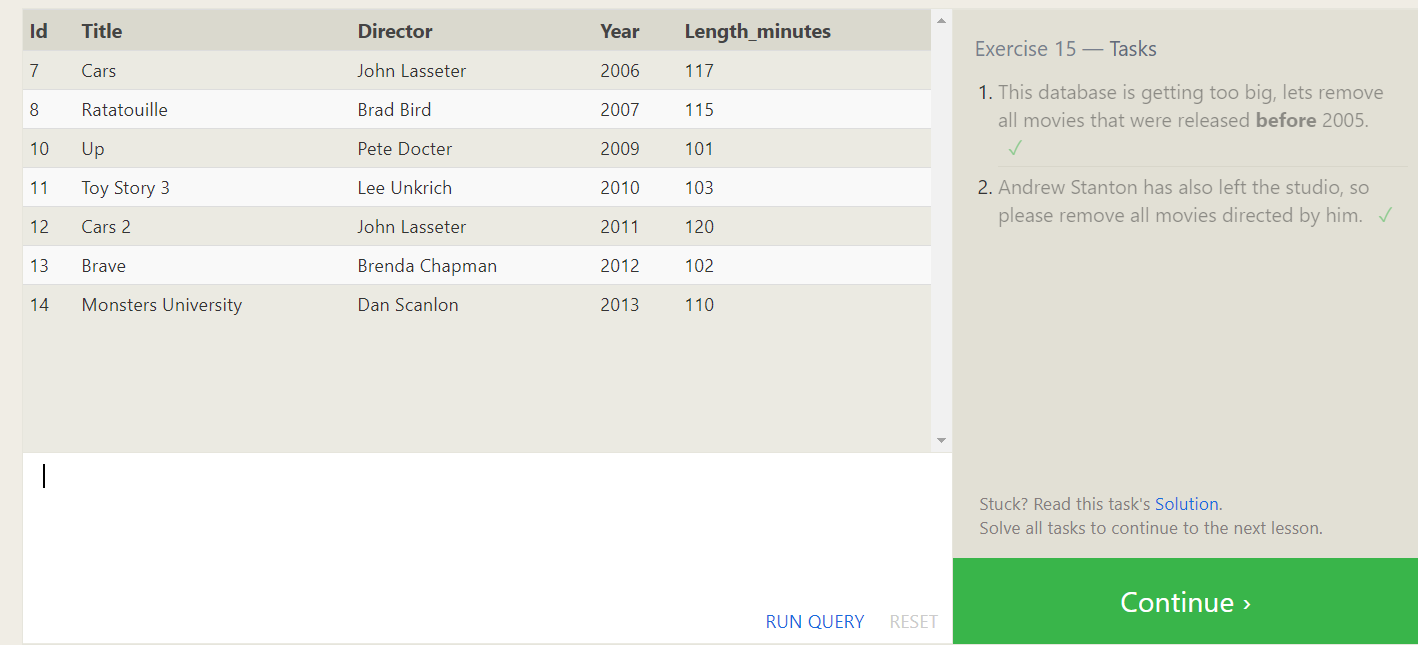 Id Title Director Year Length_minutes
7 Cars John Lasseter 2006 117
8 Ratatouille Brad Bird 2007 115
10 Up Pete Docter 2009 101
11 Toy Story 3 Lee Unkrich 2010 103
12 Cars 2 John Lasseter 2011 120
13 Brave Brenda Chapman 2012 102
14 Monsters University Dan Scanlon 2013 110
RUN QUERY RESET
Exercise 15 — Tasks
1. This database is getting too big, lets remove
all movies that were released before 2005.
✓
2. Andrew Stanton has also left the studio, so
please remove all movies directed by him. ✓
Stuck? Read this task's Solution.
Solve all tasks to continue to the next lesson.
Continue ›